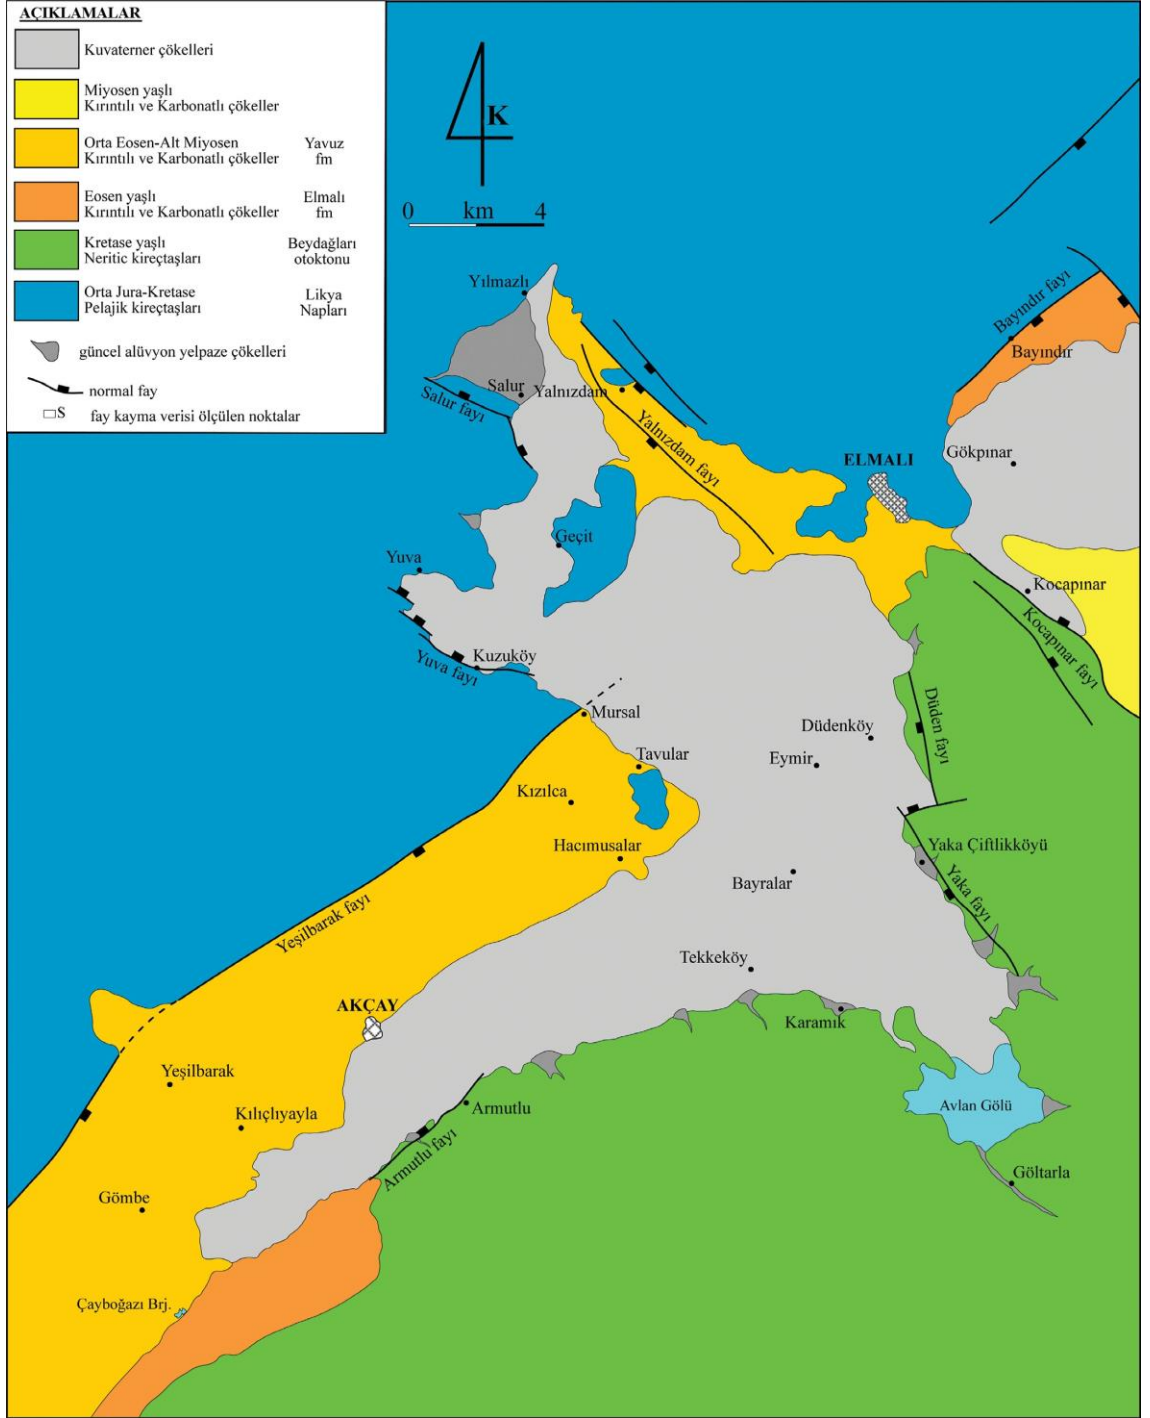 AÇIKLAMALAR
Kuvaterner çökelleri
Miyosen yaşlı
Kırıntılı ve Karbonatlı çökeller
Orta Eosen-Alt Miyosen Yavuz
Kırıntılı ve Karbonatlı çökeller fm
Eosen yaşlı Elmalı
Kırıntılı ve Karbonatlı çökeller fm
Kretase yaşlı Beydağları
Neritic kireçtaşları otoktonu
Orta Jura-Kretase Likya
Pelajik kireçtaşları Napları
güncel alüvyon yelpaze çökelleri
normal fay
S fay kayma verisi ölçülen noktalar
K
0 km 4
Yılmazlı
Bayındır fayı
Bayındır
Salur
Yalnızdam
Salur fayı
Yalnızdam fayı
ELMALI
Gökpınar
Geçit
Yuva
Kocapınar
Kocapınar fayı
Yuva fayı
Kuzuköy
Mursal
Düden fayı
Düdenköy
Tavular
Eymir
Kızılca
Hacımusalar
Yaka Çiftlikköyü
Bayralar
Yaka fayı
Yeşilbarak fayı
Tekkeköy
AKÇAY
Karamık
Yeşilbarak
Kılıçlıyayla
Armutlu
Avlan Gölü
Armutlu fayı
Göltarla
Gömbe
Çayboğazı Brj.